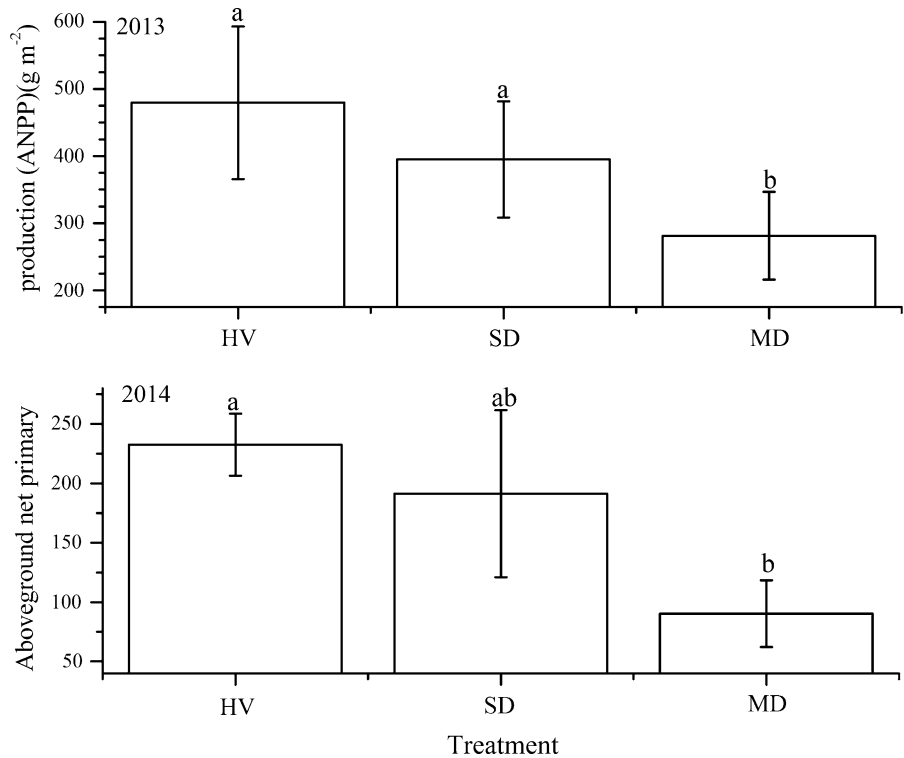 production (ANPP)(g m-2)
2013
600
500
400
300
200
a
a
b
HV
SD
MD
Aboveground net primary
2014
250
200
150
100
50
a
ab
b
HV
SD
MD
Treatment